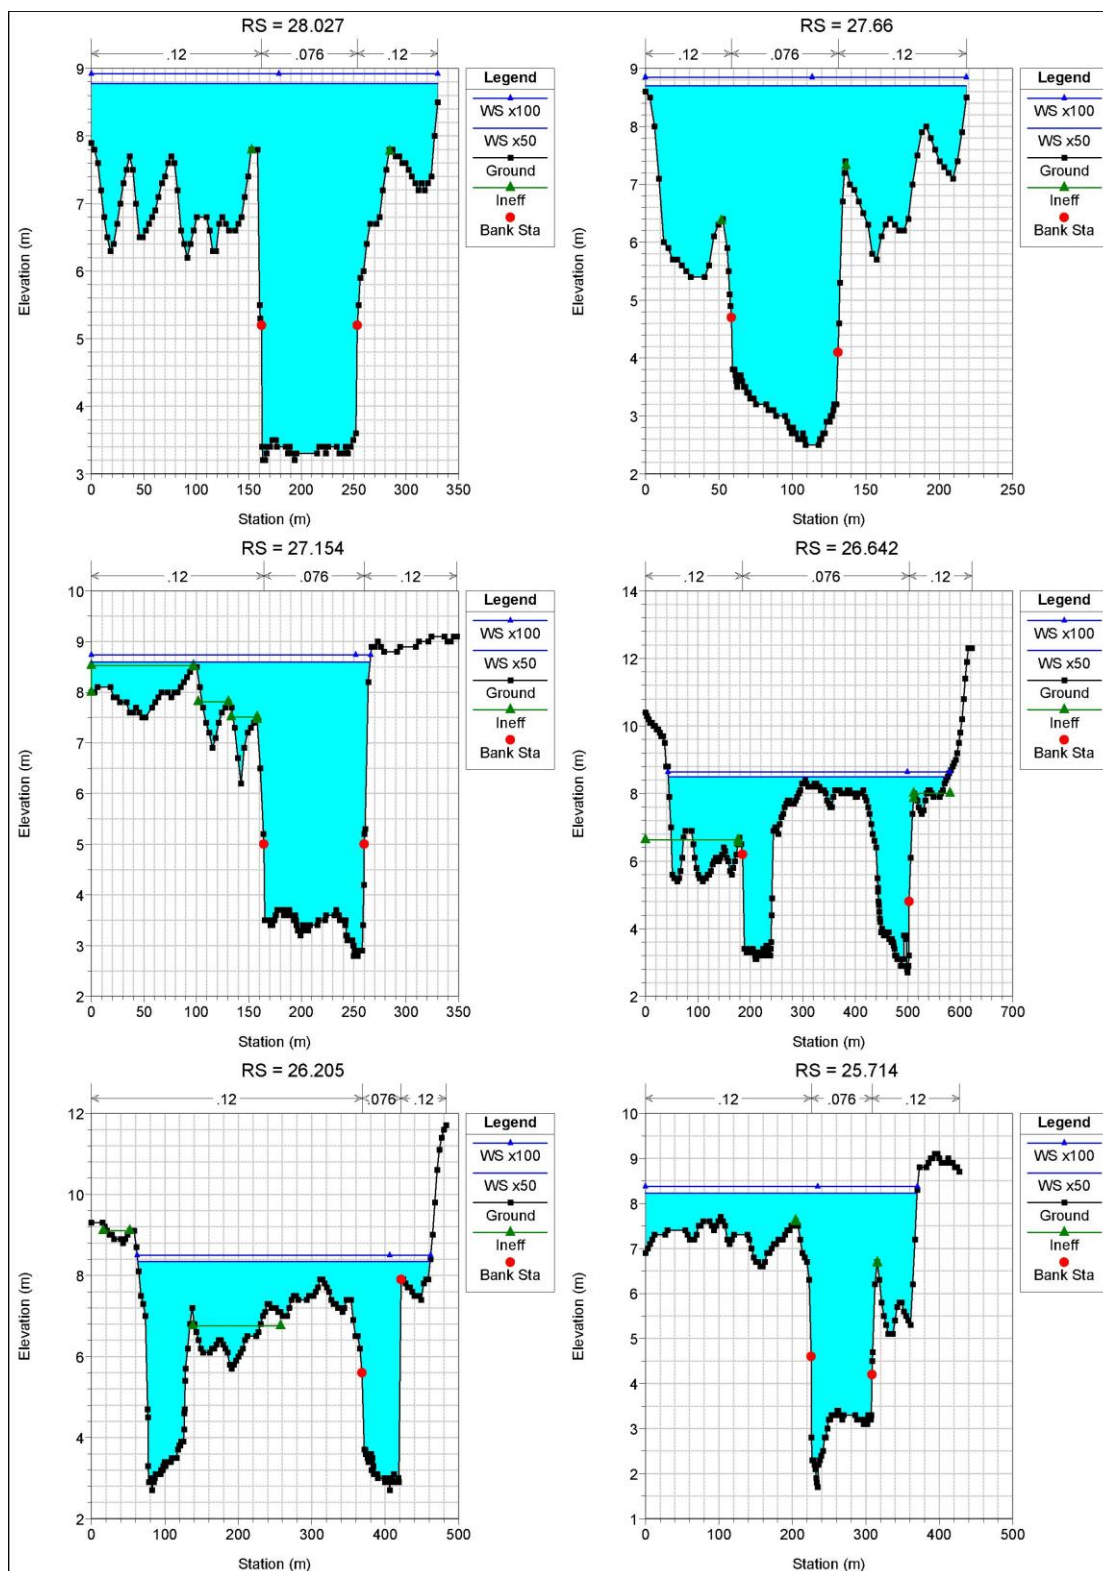 RS = 28.027
.12 .076 .12
9
8
7
6
5
4
3
Elevation (m)
0 50 100 150 200 250 300 350
Station (m)
Legend
WS x100
WS x50
Ground
Ineff
Bank Sta
RS = 27.66
.12 .076 .12
9
8
7
6
5
4
3
2
Elevation (m)
0 50 100 150 200 250
Station (m)
Legend
WS x100
WS x50
Ground
Ineff
Bank Sta
RS = 27.154
.12 .076 .12
10
9
8
7
6
5
4
3
2
Elevation (m)
0 50 100 150 200 250 300 350
Station (m)
Legend
WS x100
WS x50
Ground
Ineff
Bank Sta
RS = 26.642
.12 .076 .12
14
12
10
8
6
4
2
Elevation (m)
0 100 200 300 400 500 600 700
Station (m)
Legend
WS x100
WS x50
Ground
Ineff
Bank Sta
RS = 26.205
.12 .076 .12
12
10
8
6
4
2
Elevation (m)
0 100 200 300 400 500
Station (m)
Legend
WS x100
WS x50
Ground
Ineff
Bank Sta
RS = 25.714
.12 .076 .12
10
9
8
7
6
5
4
3
2
1
Elevation (m)
0 100 200 300 400 500
Station (m)
Legend
WS x100
WS x50
Ground
Ineff
Bank Sta